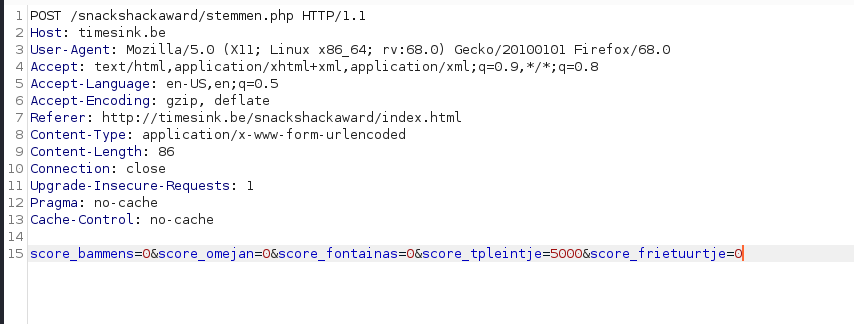 1 POST /snackshackaward/stemmen.php HTTP/1.1
2 Host: timesink.be
3 User-Agent: Mozilla/5.0 (X11; Linux x86_64; rv:68.0) Gecko/20100101 Firefox/68.0
4 Accept: text/html,application/xhtml+xml,application/xml;q=0.9,*/*;q=0.8
5 Accept-Language: en-US,en;q=0.5
6 Accept-Encoding: gzip, deflate
7 Referer: http://timesink.be/snackshackaward/index.html
8 Content-Type: application/x-www-form-urlencoded
9 Content-Length: 86
10 Connection: close
11 Upgrade-Insecure-Requests: 1
12 Pragma: no-cache
13 Cache-Control: no-cache
14
15 score_bammens=0&score_omejan=0&score_fontainas=0&score_tpleintje=5000&score_frietuurtje=0